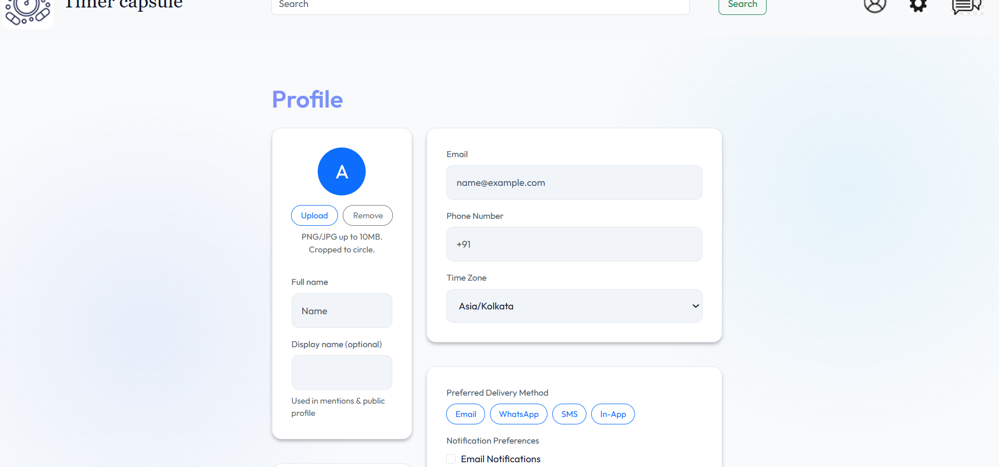 Timer capsule
Search
Search
Profile
A
Upload
Remove
PNG/JPG up to 10MB.
Cropped to circle.
Full name
Name
Display name (optional)
Used in mentions & public
profile
Email
name@example.com
Phone Number
+91
Time Zone
Asia/Kolkata
Preferred Delivery Method
Email
WhatsApp
SMS
In-App
Notification Preferences
Email Notifications